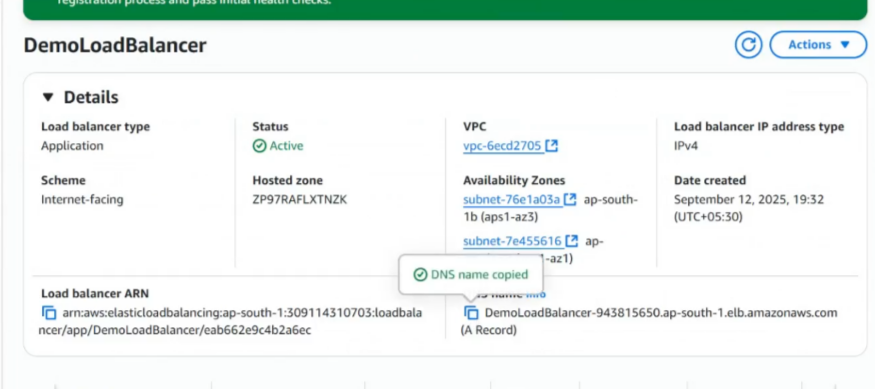 registration process and pass initial health checks.
DemoLoadBalancer
Actions
Details
Load balancer type
Application
Status
Active
VPC
vpc-6ecd2705
Load balancer IP address type
IPv4
Scheme
Internet-facing
Hosted zone
ZP97RAFLXTNZK
Availability Zones
subnet-76e1a03a ap-south-
1b (aps1-az3)
subnet-7e455616 ap-
-az1)
Date created
September 12, 2025, 19:32
(UTC+05:30)
DNS name copied
Load balancer ARN
arn:aws:elasticloadbalancing:ap-south-1:309114310703:loadbala
ncer/app/DemoLoadBalancer/eab662e9c4b2a6ec
name Info
DemoLoadBalancer-943815650.ap-south-1.elb.amazonaws.com
(A Record)